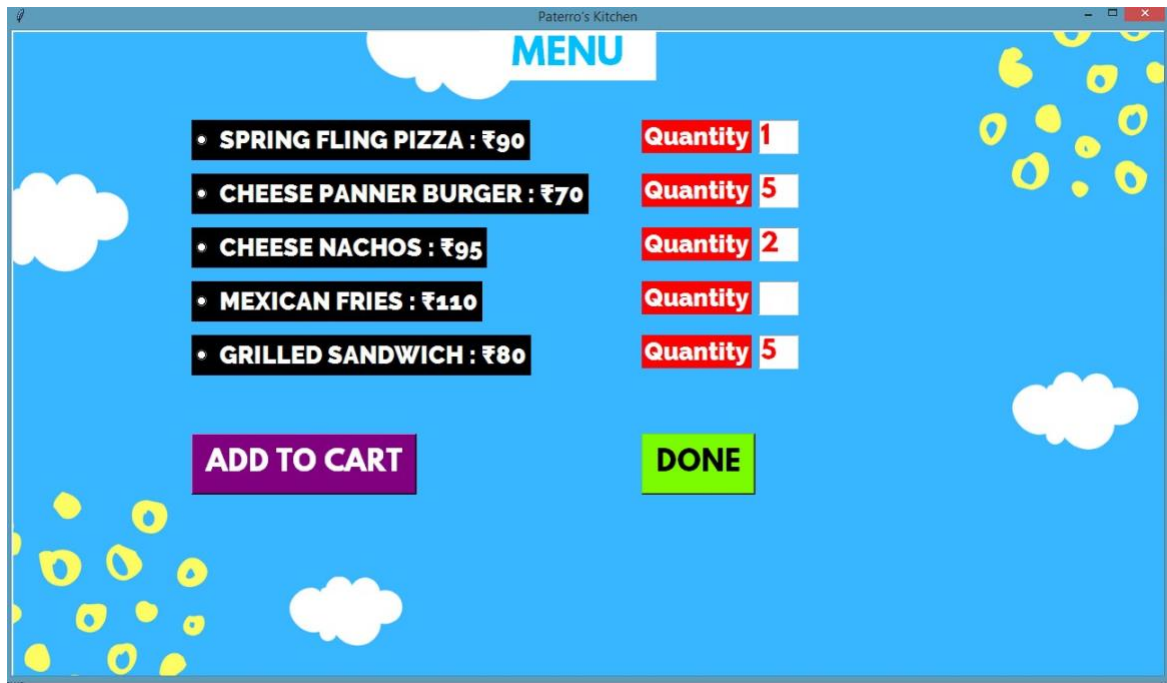 Paterro's Kitchen
MENU
SPRING FLING PIZZA : ₹90 Quantity 1
CHEESE PANNER BURGER : ₹70 Quantity 5
CHEESE NACHOS : ₹95 Quantity 2
MEXICAN FRIES : ₹110 Quantity
GRILLED SANDWICH : ₹80 Quantity 5
ADD TO CART DONE